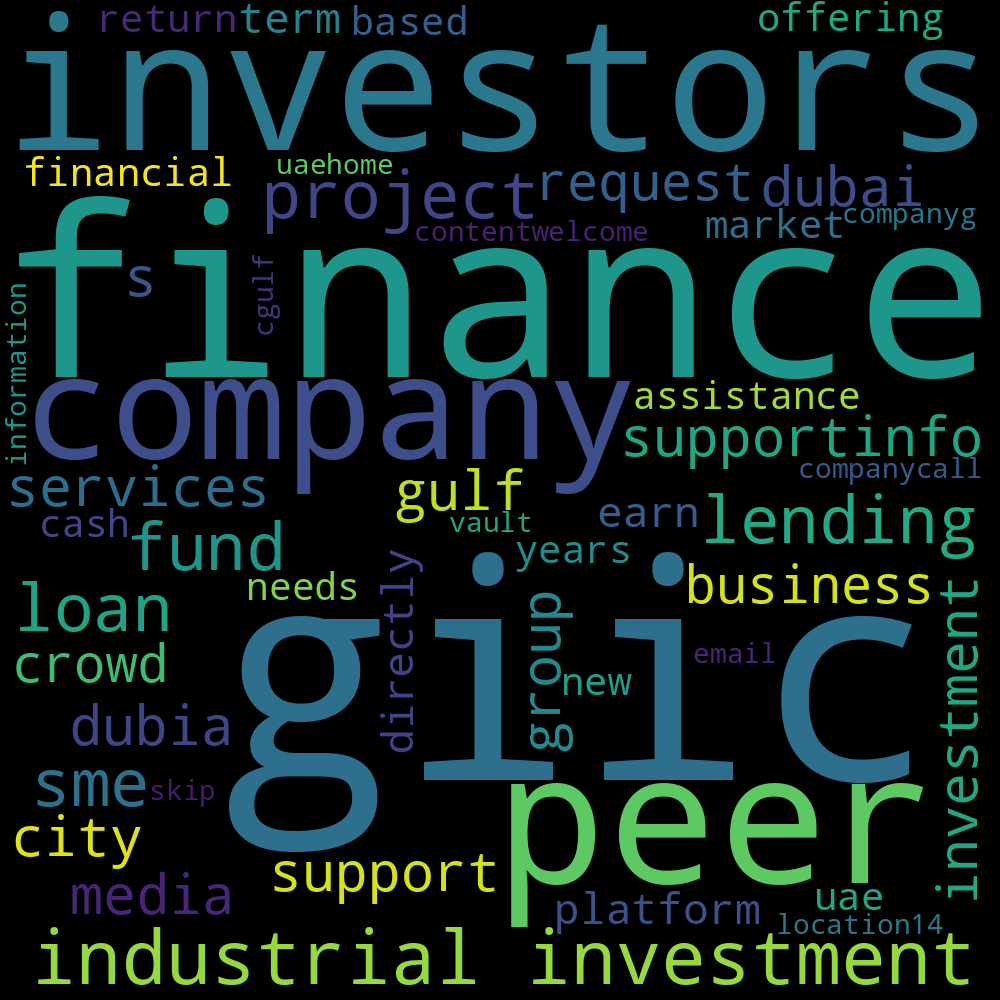 return term based offering
investors
financial uaehome
project request dubai
contentwelcome market companyg
finance
s
cgulf
information
company
assistance
supportinfo
services gulf companycall
cash fund vault earn lending
years
loan needs directly business
group
crowd new email
giic
dubia
sme skip
investment
peer
city support
media platform uae
location14
industrial investment